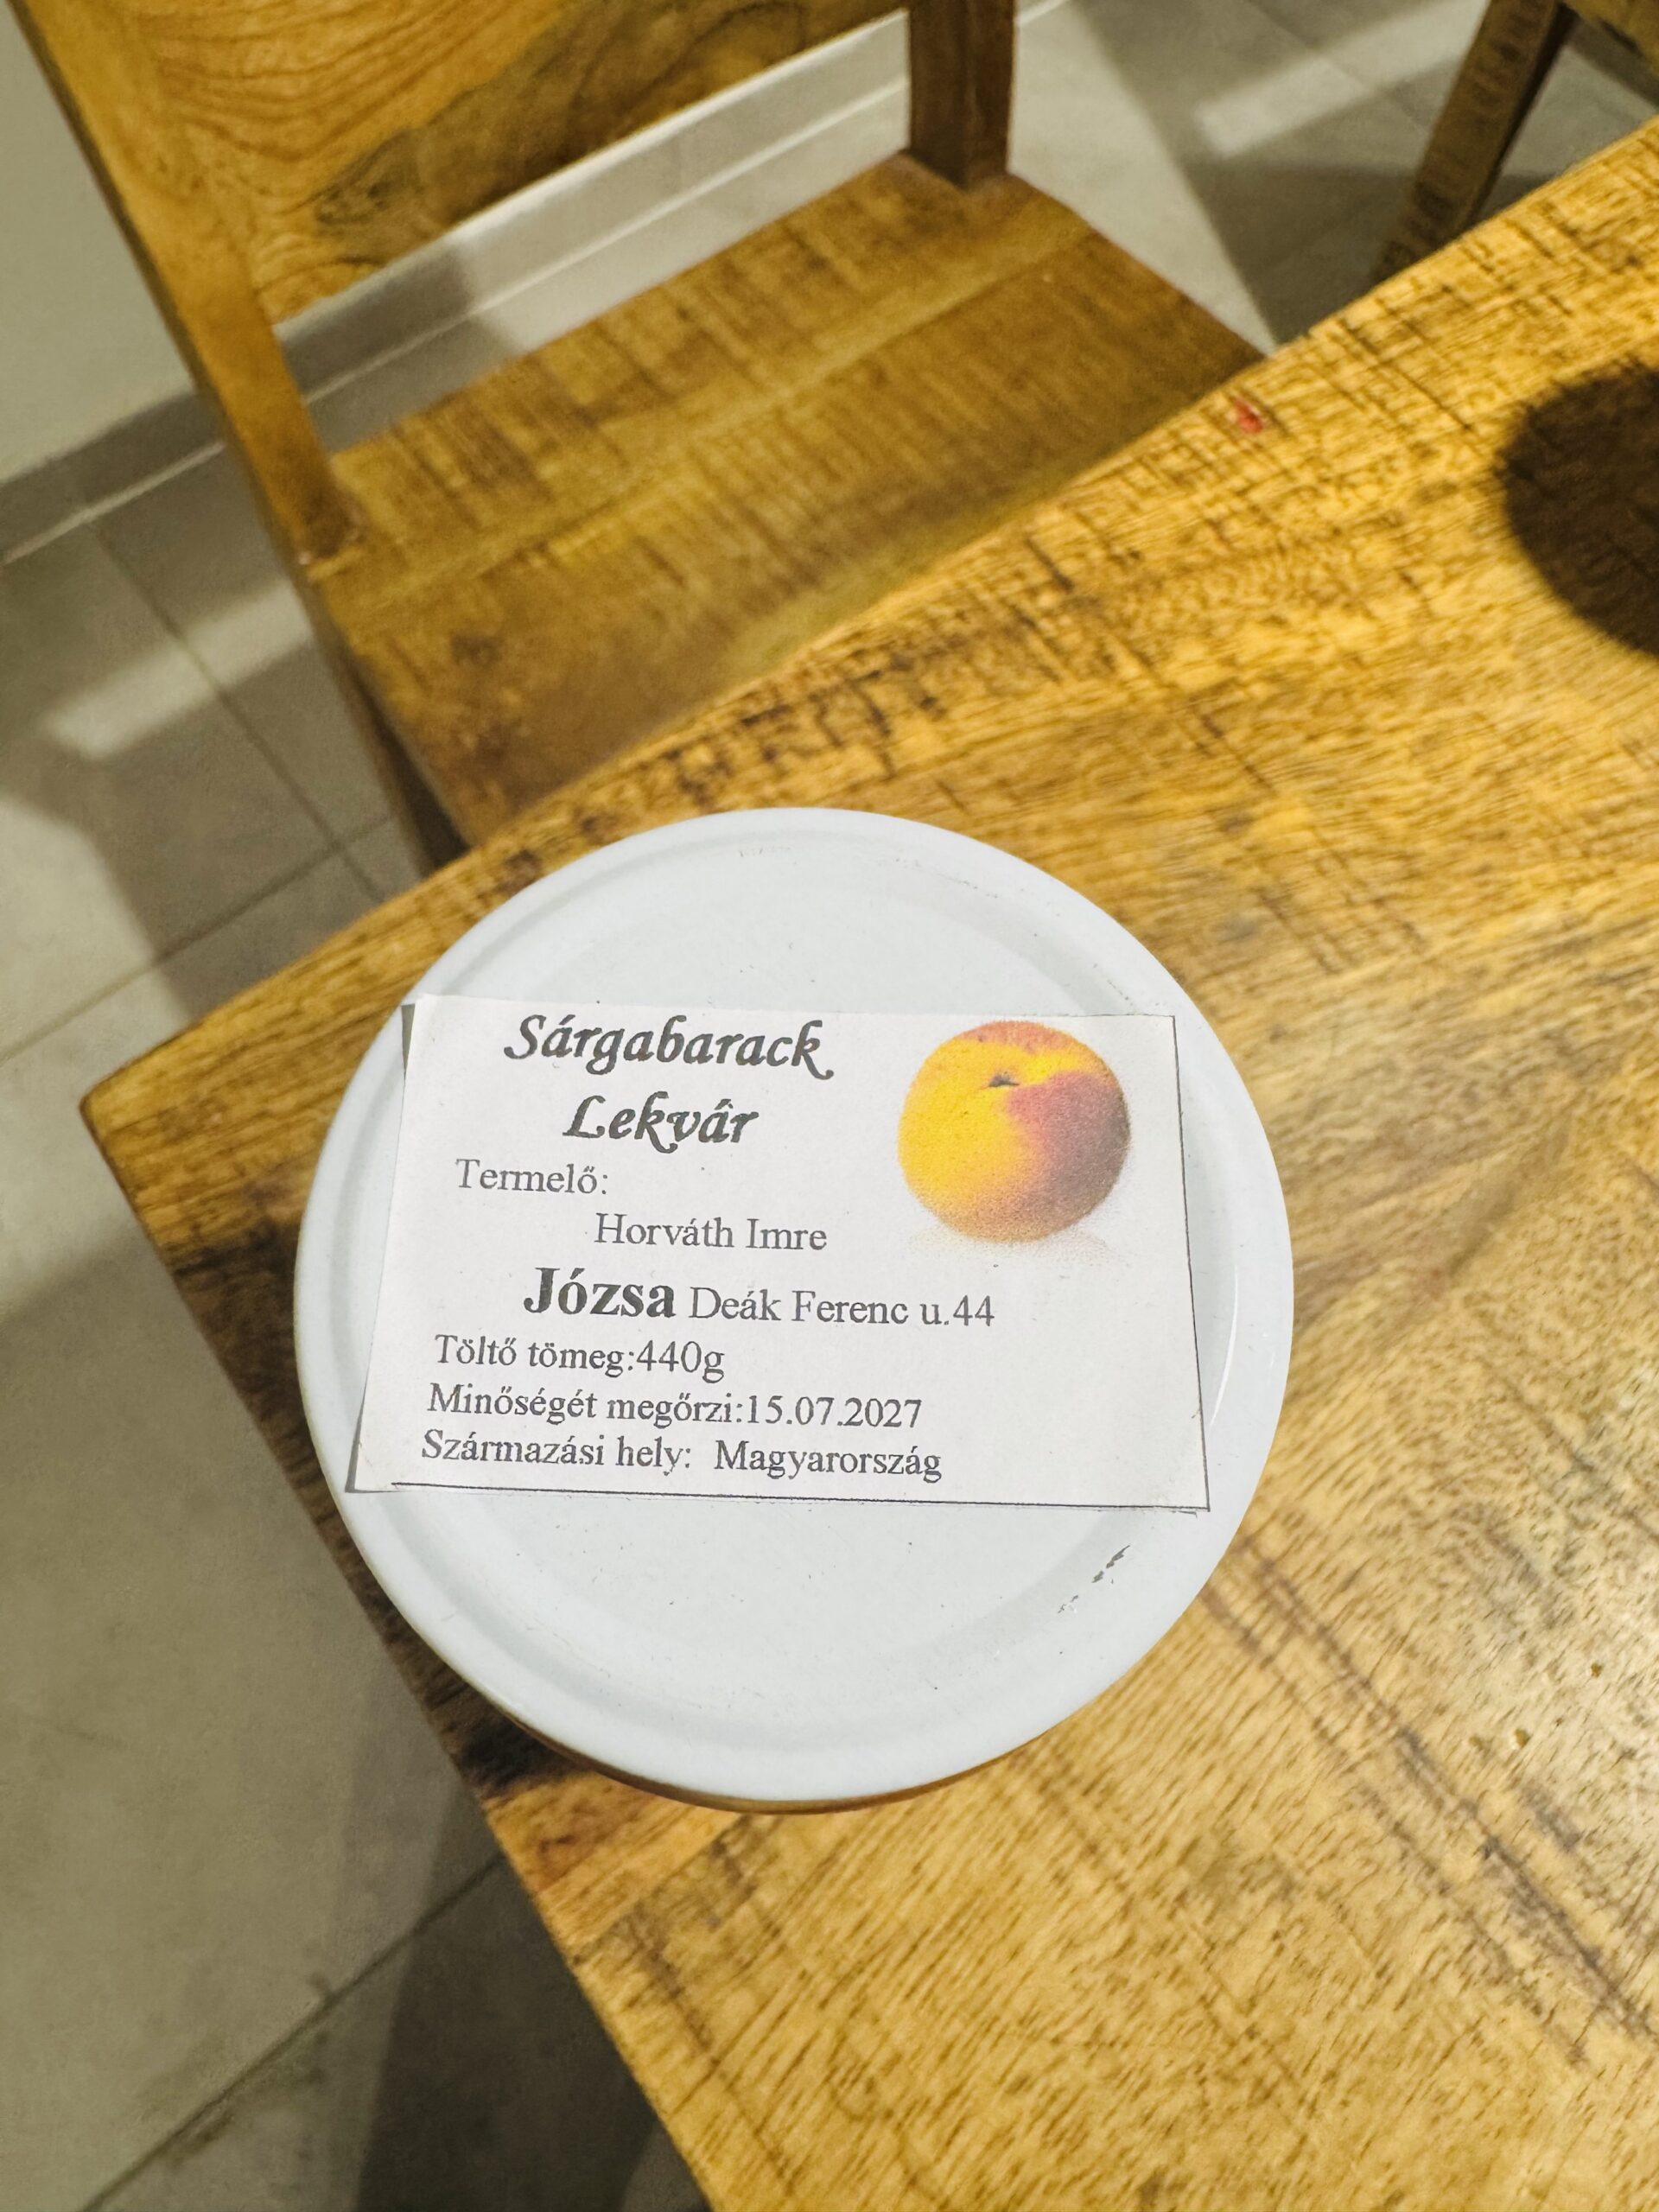 Sárgabarack
Lekvár
Termelő:
Horváth Imre
Józsa Deák Ferenc u.44
Töltő tömeg:440g
Minőségét megőrzi:15.07.2027
Származási hely: Magyarország